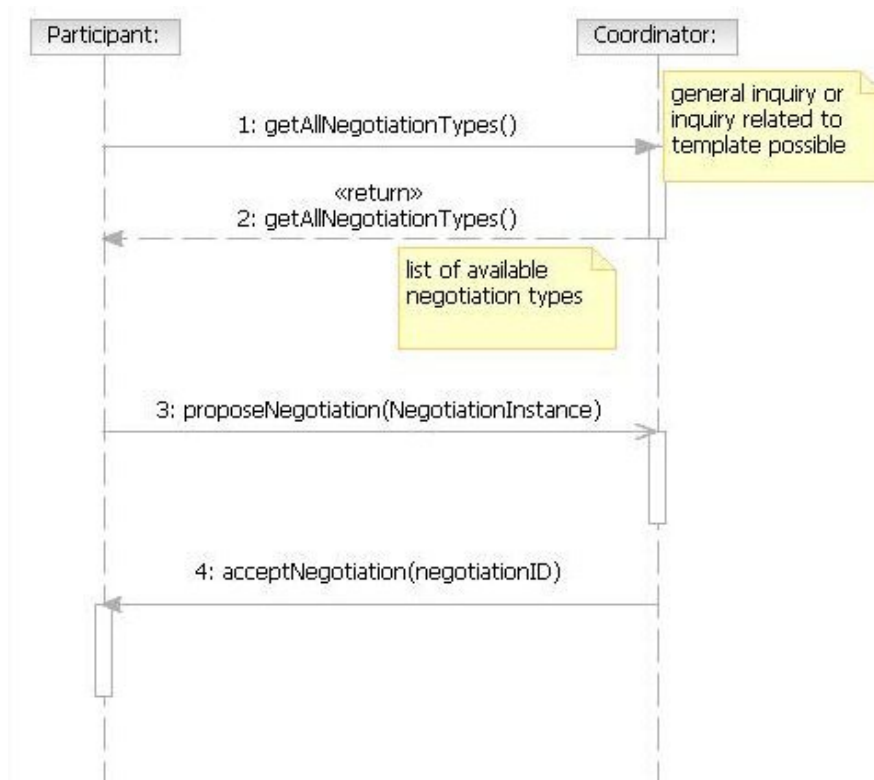 Participant:
Coordinator:
general inquiry or
inquiry related to
template possible
1: getAllNegotiationTypes()
«return»
2: getAllNegotiationTypes()
list of available
negotiation types
3: proposeNegotiation(NegotiationInstance)
4: acceptNegotiation(negotiationID)